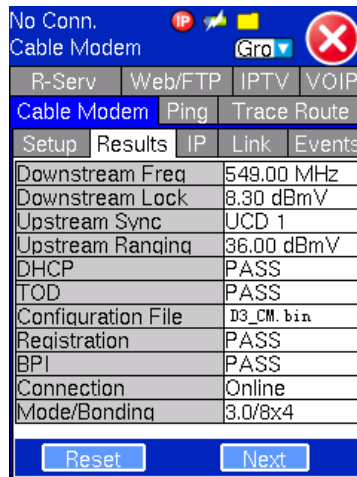 No Conn. IP
Cable Modem Gro
R-Serv Web/FTP IPTV VOIP
Cable Modem Ping Trace Route
Setup Results IP Link Events
Downstream Freq 549.00 MHz
Downstream Lock 8.30 dBmV
Upstream Sync UCD 1
Upstream Ranging 36.00 dBmV
DHCP PASS
TOD PASS
Configuration File D3_CM.bin
Registration PASS
BPI PASS
Connection Online
Mode/Bonding 3.0/8x4
Reset Next